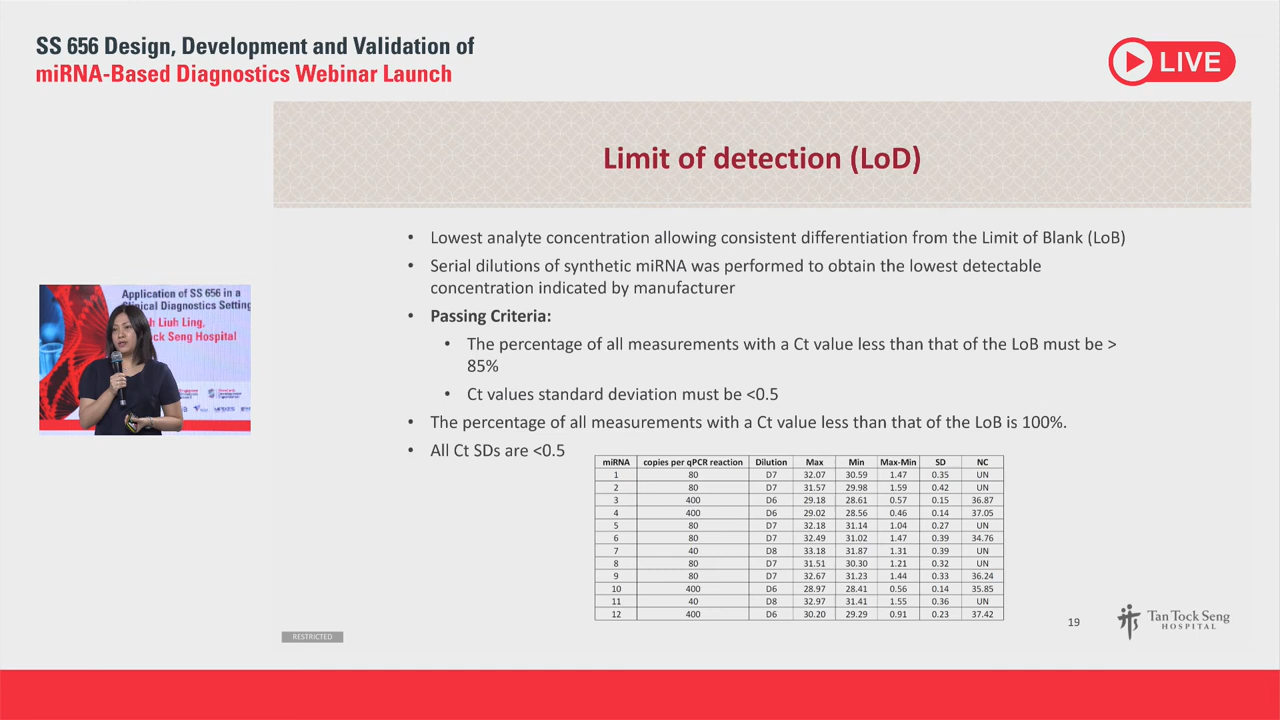 SS 656 Design, Development and Validation of
miRNA-Based Diagnostics Webinar Launch
LIVE
Limit of detection (LoD)
• Lowest analyte concentration allowing consistent differentiation from the Limit of Blank (LoB)
• Serial dilutions of synthetic miRNA was performed to obtain the lowest detectable
concentration indicated by manufacturer
• Passing Criteria:
• The percentage of all measurements with a Ct value less than that of the LoB must be >
85%
• Ct values standard deviation must be <0.5
• The percentage of all measurements with a Ct value less than that of the LoB is 100%.
• All Ct SDs are <0.5
miRNA copies per qPCR reaction Dilution Max Min Max-Min SD NC
1 80 D7 32.07 30.59 1.47 0.35 UN
2 80 D7 31.57 29.98 1.59 0.42 UN
3 400 D6 29.18 28.61 0.57 0.15 36.87
4 400 D6 29.02 28.56 0.46 0.14 37.05
5 80 D7 32.18 31.14 1.04 0.27 UN
6 80 D7 32.49 31.02 1.47 0.39 34.76
7 40 D8 33.18 31.87 1.31 0.39 UN
8 80 D7 31.51 30.30 1.21 0.32 UN
9 80 D7 32.67 31.23 1.44 0.33 36.24
10 400 D6 28.97 28.41 0.56 0.14 35.85
11 40 D8 32.97 31.41 1.55 0.36 UN
12 400 D6 30.20 29.29 0.91 0.23 37.42
Application of SS 656 in a
Clinical Diagnostics Setting
h Liuh Ling,
ck Seng Hospital
RESTRICTED
19
Tan Tock Seng
HOSPITAL